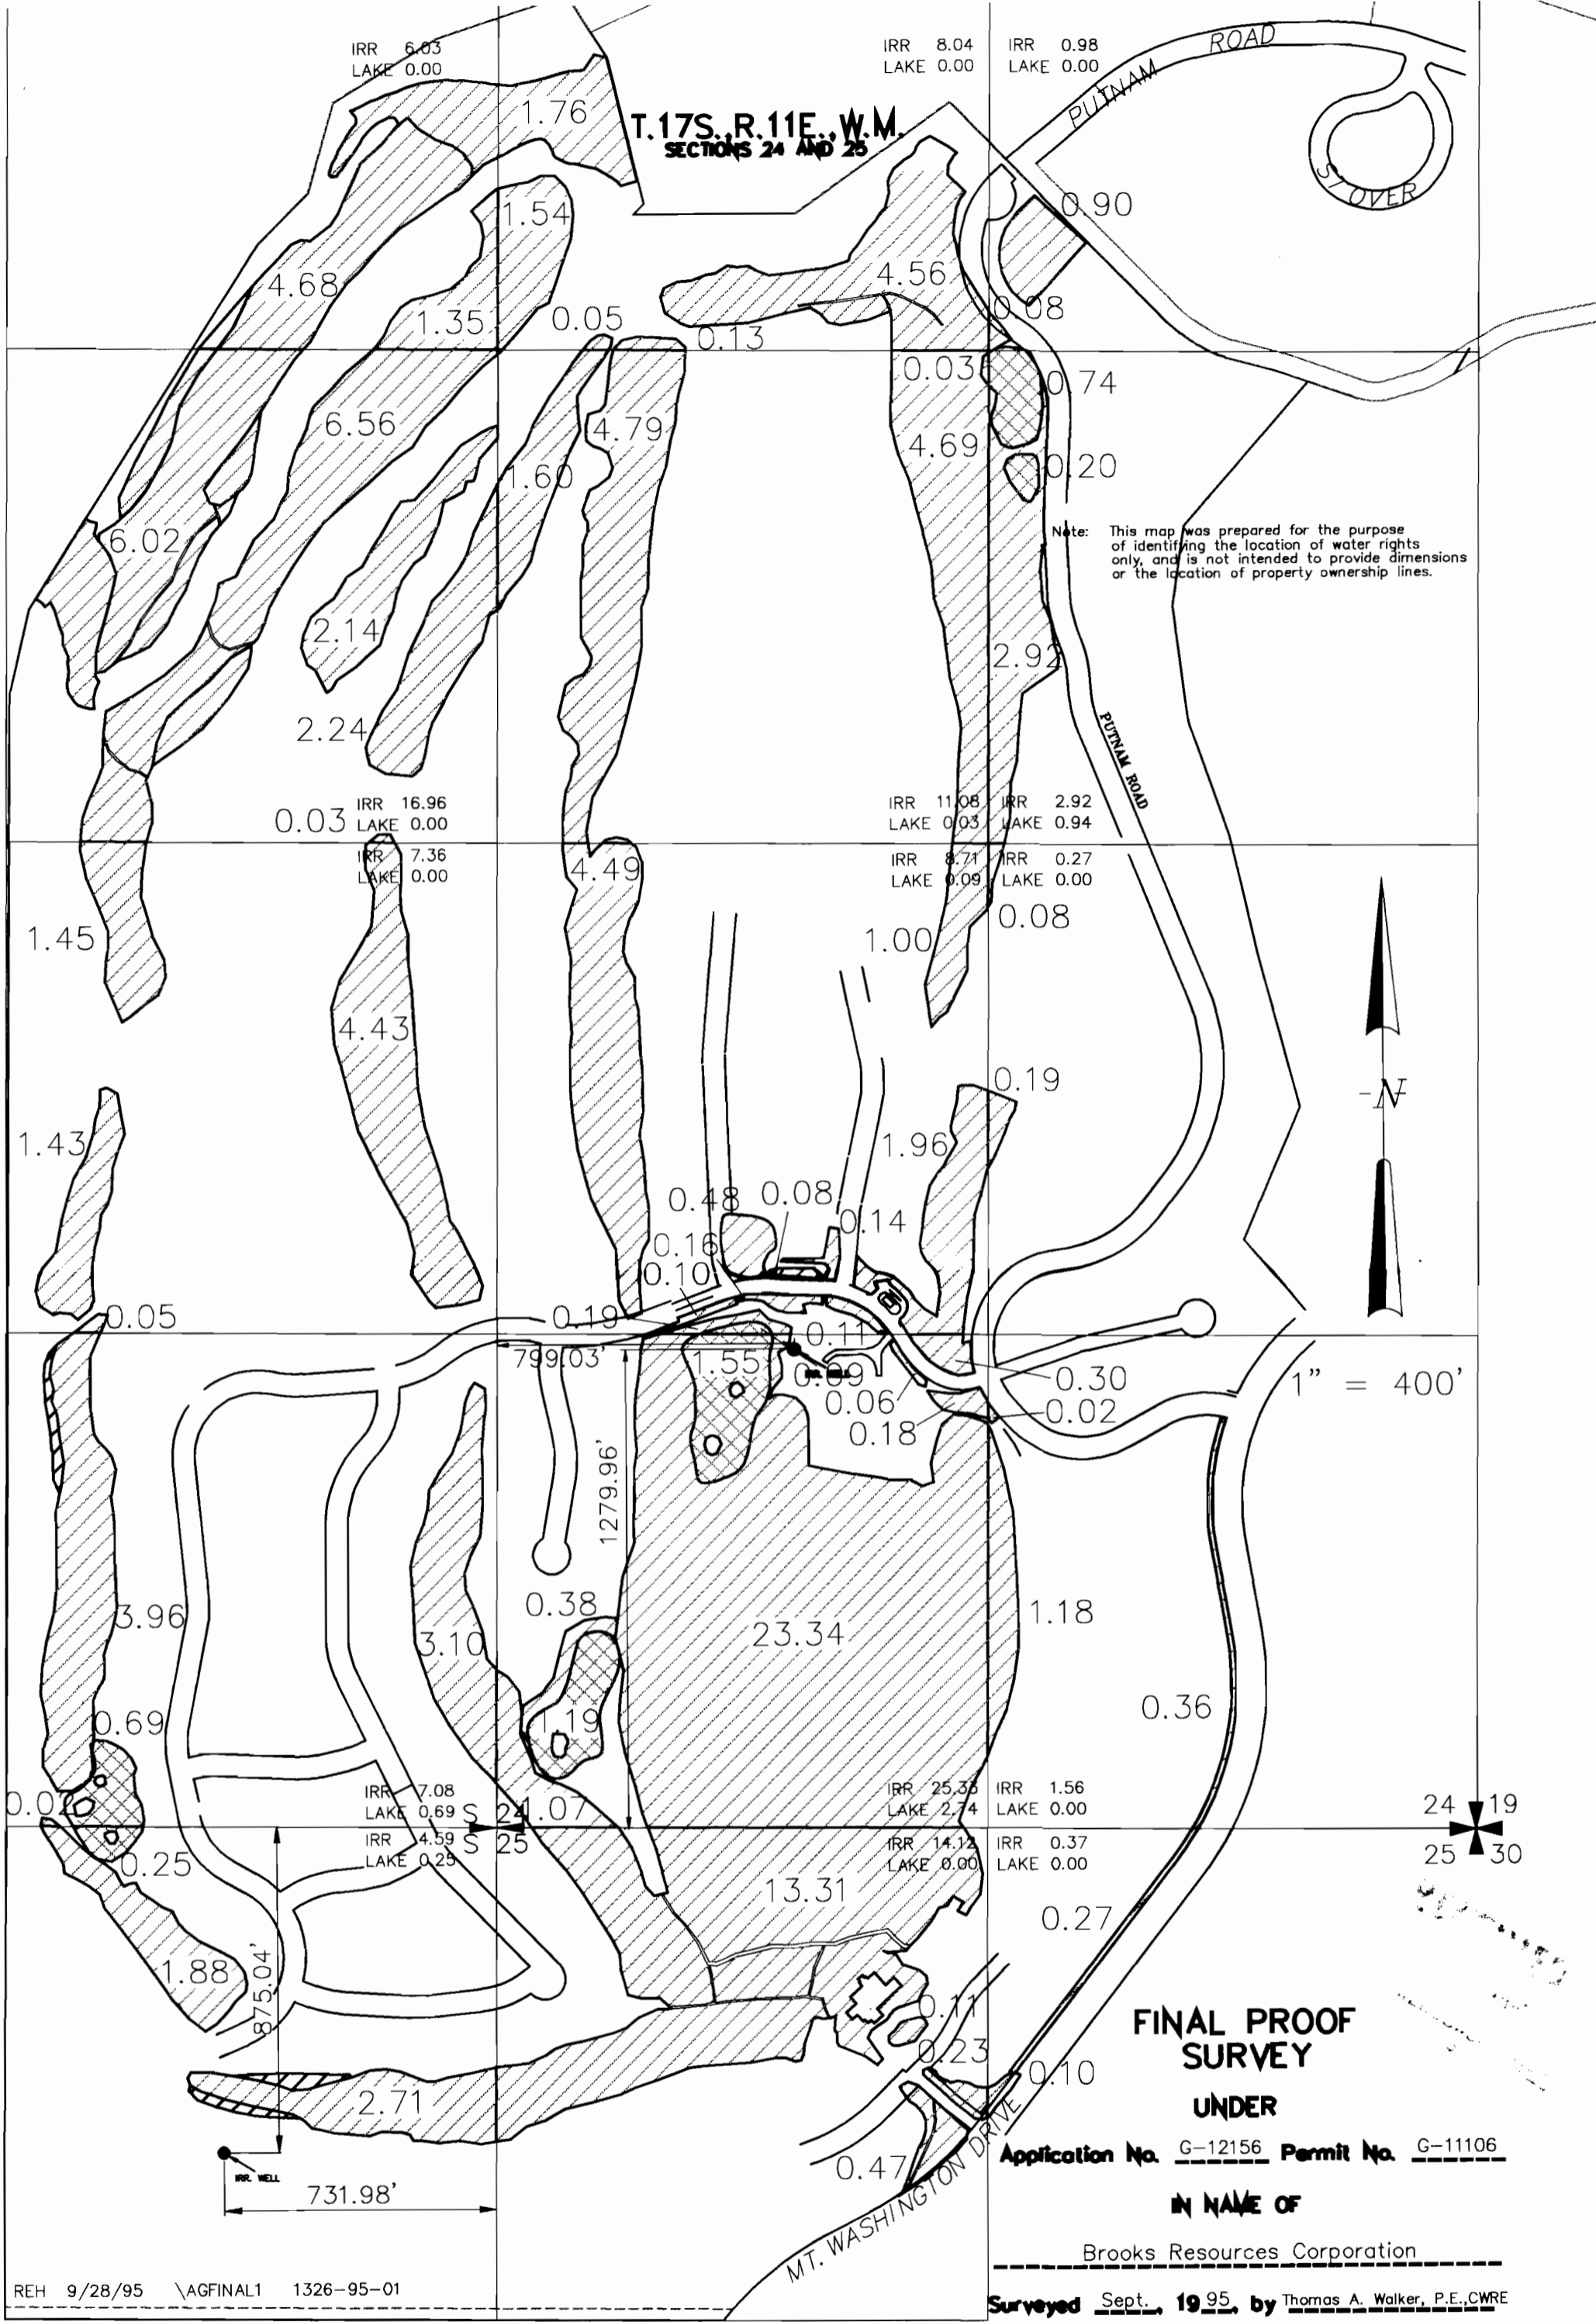 IRR 6.03
LAKE 0.00
IRR 8.04
LAKE 0.00
IRR 0.98
LAKE 0.00
PUTNAM ROAD
STOVER
1.76
T.17S.,R.11E.,W.M.
SECTIONS 24 AND 25
0.90
1.54
4.68
4.56
1.35
0.05
0.13
0.08
0.03
0.74
6.56
4.79
4.69
1.60
0.20
6.02
Note: This map was prepared for the purpose
of identifying the location of water rights
only, and is not intended to provide dimensions
or the location of property ownership lines.
2.14
2.92
2.24
PUTNAM ROAD
0.03
IRR 16.96
LAKE 0.00
IRR 11.08
LAKE 0.03
IRR 2.92
LAKE 0.94
IRR 7.36
LAKE 0.00
4.49
IRR 8.71
LAKE 0.09
IRR 0.27
LAKE 0.00
0.08
1.45
1.00
4.43
0.19
-N-
1.43
1.96
0.48
0.08
0.14
0.16
0.10
0.05
0.19
0.11
799.03'
1.55
0.09
0.30
1" = 400'
0.06
0.02
0.18
1279.96'
0.38
3.96
3.10
23.34
1.18
0.69
1.19
0.36
IRR 7.08
LAKE 0.69
IRR 25.33
LAKE 2.74
IRR 1.56
LAKE 0.00
0.02
S 24
1.07
24 19
IRR 4.59
LAKE 0.25
S 25
IRR 14.12
LAKE 0.00
IRR 0.37
LAKE 0.00
25 30
0.25
13.31
0.27
1.88
875.04'
0.11
0.23
0.10
2.71
0.47
FINAL PROOF
SURVEY
UNDER
Application No. G-12156 Permit No. G-11106
IRR. WELL
731.98'
MT. WASHINGTON DRIVE
IN NAME OF
Brooks Resources Corporation
REH 9/28/95 \AGFINAL1 1326-95-01
Surveyed Sept., 1995, by Thomas A. Walker, P.E.,CWRE